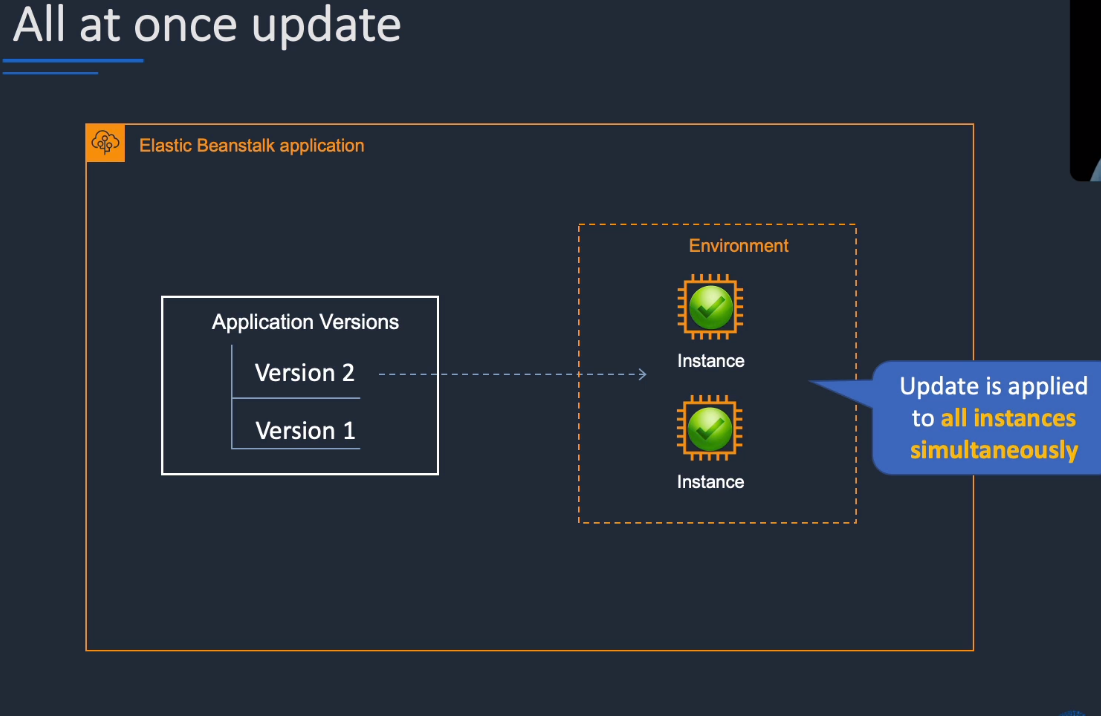 All at once update
Elastic Beanstalk application
Environment
Application Versions
Version 2
Version 1
Instance
Instance
Update is applied
to all instances
simultaneously